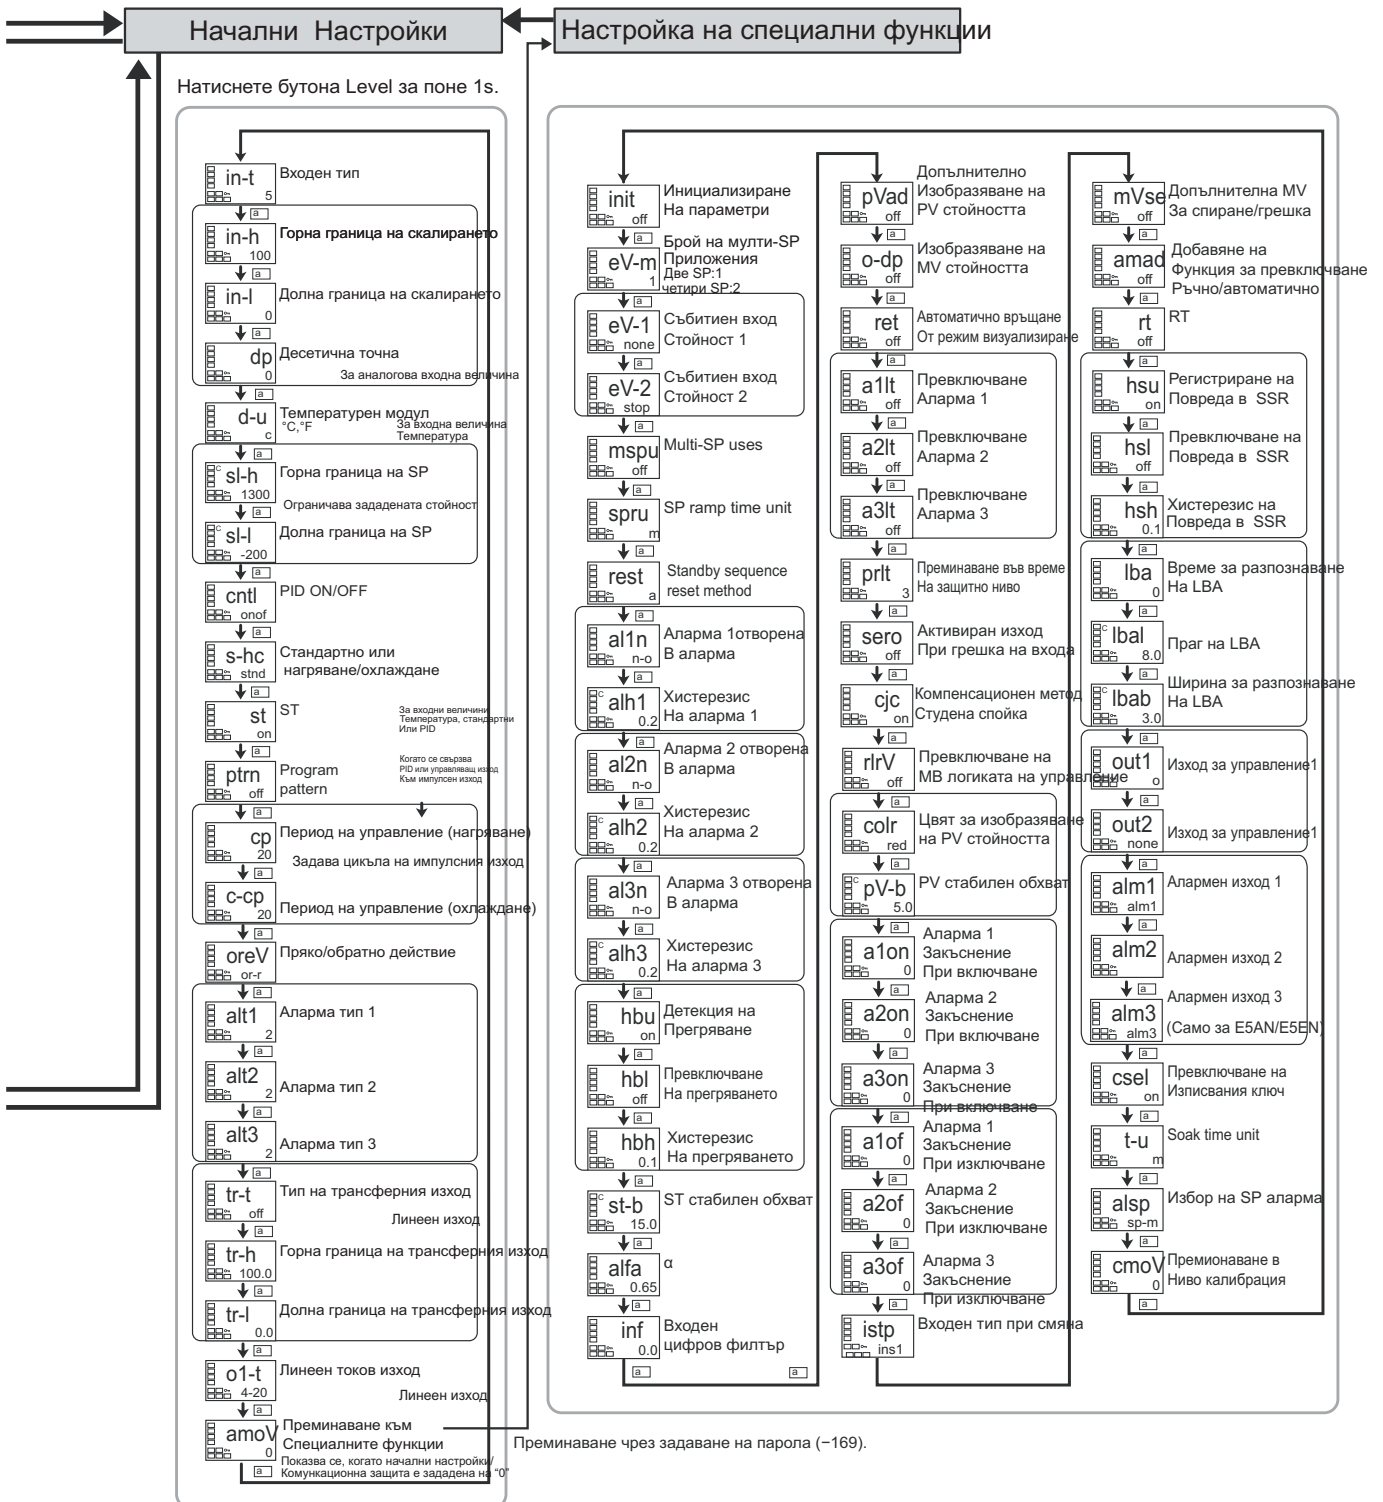 Начални Настройки
Настройка на специални функции
Натиснете бутона Level за поне 1s.
in-t
5
Входен тип
a
in-h
100
Горна граница на скалирането
a
in-l
0
Долна граница на скалирането
a
dp
0
Десетична точна
За аналогова входна величина
a
d-u
c
Температурен модул
°C,°F
За входна величина
Температура
a
c
sl-h
1300
Горна граница на SP
Ограничава зададената стойност
a
c
sl-l
-200
Долна граница на SP
a
cntl
onof
PID ON/OFF
a
s-hc
stnd
Стандартно или
нагряване/охлаждане
a
st
on
ST
За входни величини
Температура, стандартни
Или PID
a
ptrn
off
Program
pattern
Когато се свързва
PID или управляващ изход
Към импулсен изход
a
cp
20
Период на управление (нагряване)
Задава цикъла на импулсния изход
a
c-cp
20
Период на управление (охлаждане)
a
oreV
or-r
Пряко/обратно действие
a
alt1
2
Аларма тип 1
a
alt2
2
Аларма тип 2
a
alt3
2
Аларма тип 3
a
tr-t
off
Тип на трансферния изход
Линеен изход
a
tr-h
100.0
Горна граница на трансферния изход
a
tr-l
0.0
Долна граница на трансферния изход
a
o1-t
4-20
Линеен токов изход
Линеен изход
a
amoV
0
Преминаване към
Специалните функции
Показва се, когато начални настройки/
Комункационна защита е зададена на “0”
a
Преминаване чрез задаване на парола (−169).
init
off
Инициализиране
На параметри
a
eV-m
1
Брой на мулти-SP
Приложения
Две SP:1
четири SP:2
a
eV-1
none
Събитиен вход
Стойност 1
a
eV-2
stop
Събитиен вход
Стойност 2
a
mspu
off
Multi-SP uses
a
spru
m
SP ramp time unit
a
rest
a
Standby sequence
reset method
a
al1n
n-o
Аларма 1отворена
В аларма
a
c
alh1
0.2
Хистерезис
На аларма 1
a
al2n
n-o
Аларма 2 отворена
В аларма
a
c
alh2
0.2
Хистерезис
На аларма 2
a
al3n
n-o
Аларма 3 отворена
В аларма
a
c
alh3
0.2
Хистерезис
На аларма 3
a
hbu
on
Детекция на
Прегряване
a
hbl
off
Превключване
На прегряването
a
hbh
0.1
Хистерезис
На прегряването
a
c
st-b
15.0
ST стабилен обхват
a
alfa
0.65
α
a
inf
0.0
Входен
цифров филтър
a
a
pVad
off
Допълнително
Изобразяване на
PV стойността
a
o-dp
off
Изобразяване на
MV стойността
a
ret
off
Автоматично връщане
От режим визуализиране
a
a1lt
off
Превключване
Аларма 1
a
a2lt
off
Превключване
Аларма 2
a
a3lt
off
Превключване
Аларма 3
a
prlt
3
Преминаване във време
На защитно ниво
a
sero
off
Активиран изход
При грешка на входа
a
cjc
on
Компенсационен метод
Студена спойка
a
rlrV
off
Превключване на
МВ логиката на управление
a
colr
red
Цвят за изобразяване
на PV стойността
a
c
pV-b
5.0
PV стабилен обхват
a
a1on
0
Аларма 1
Закъснение
При включване
a
a2on
0
Аларма 2
Закъснение
При включване
a
a3on
0
Аларма 3
Закъснение
При включване
a
a1of
0
Аларма 1
Закъснение
При изключване
a
a2of
0
Аларма 2
Закъснение
При изключване
a
a3of
0
Аларма 3
Закъснение
При изключване
a
istp
ins1
Входен тип при смяна
mVse
off
Допълнителна MV
За спиране/грешка
a
amad
off
Добавяне на
Функция за превключване
Ръчно/автоматично
a
rt
off
RT
a
hsu
on
Регистриране на
Повреда в SSR
a
hsl
off
Превключване на
Повреда в SSR
a
hsh
0.1
Хистерезис на
Повреда в SSR
a
lba
0
Време за разпознаване
На LBA
a
c
lbal
8.0
Праг на LBA
a
c
lbab
3.0
Ширина за разпознаване
На LBA
a
out1
o
Изход за управление1
a
out2
none
Изход за управление1
a
alm1
alm1
Алармен изход 1
a
alm2
Алармен изход 2
a
alm3
alm3
Алармен изход 3
(Само за E5AN/E5EN)
a
csel
on
Превключване на
Изписвания ключ
a
t-u
m
Soak time unit
a
alsp
sp-m
Избор на SP аларма
a
cmoV
0
Премионаване в
Ниво калибрация
a